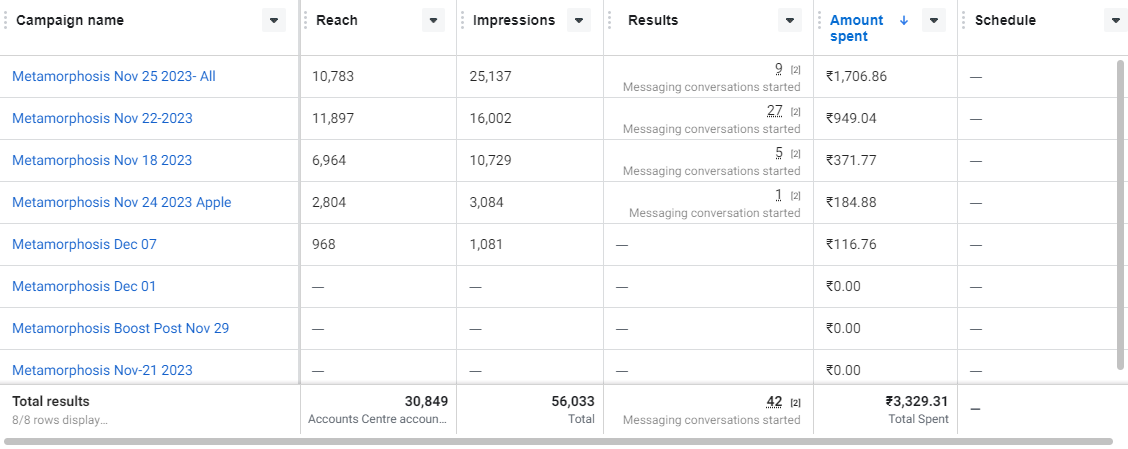 Campaign name Reach Impressions Results Amount spent ↓ Schedule
Metamorphosis Nov 25 2023- All 10,783 25,137 9 [2] ₹1,706.86 —
Messaging conversations started
Metamorphosis Nov 22-2023 11,897 16,002 27 [2] ₹949.04 —
Messaging conversations started
Metamorphosis Nov 18 2023 6,964 10,729 5 [2] ₹371.77 —
Messaging conversations started
Metamorphosis Nov 24 2023 Apple 2,804 3,084 1 [2] ₹184.88 —
Messaging conversation started
Metamorphosis Dec 07 968 1,081 — ₹116.76 —
Metamorphosis Dec 01 — — — ₹0.00 —
Metamorphosis Boost Post Nov 29 — — — ₹0.00 —
Metamorphosis Nov-21 2023 — — — ₹0.00 —
Total results 30,849 56,033 42 [2] ₹3,329.31 —
8/8 rows display... Accounts Centre accoun... Total Messaging conversations started Total Spent